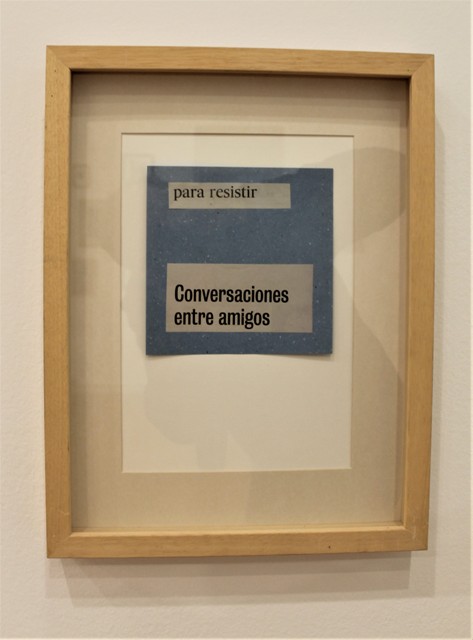 para resistir
Conversaciones
entre amigos